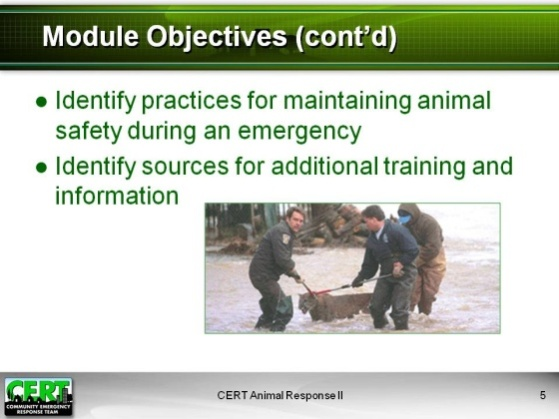 Module Objectives (cont’d)
● Identify practices for maintaining animal
safety during an emergency
● Identify sources for additional training and
information
CERT
COMMUNITY EMERGENCY
RESPONSE TEAM
CERT Animal Response II
5